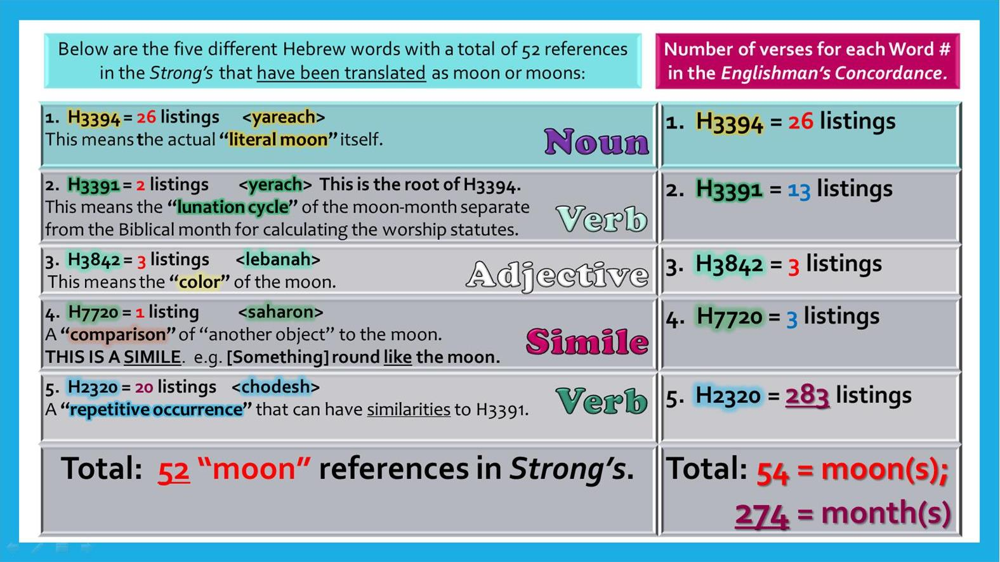 Below are the five different Hebrew words with a total of 52 references
in the Strong's that have been translated as moon or moons:
Number of verses for each Word #
in the Englishman's Concordance.
1. H3394 = 26 listings <yareach>
This means the actual “literal moon” itself.
Noun
1. H3394 = 26 listings
2. H3391 = 2 listings <yerach> This is the root of H3394.
This means the “lunation cycle” of the moon-month separate
from the Biblical month for calculating the worship statutes.
Verb
2. H3391 = 13 listings
3. H3842 = 3 listings <lebanah>
This means the “color” of the moon.
Adjective
3. H3842 = 3 listings
4. H7720 = 1 listing <saharon>
A “comparison” of “another object” to the moon.
THIS IS A SIMILE. e.g. [Something] round like the moon.
Simile
4. H7720 = 3 listings
5. H2320 = 20 listings <chodesh>
A “repetitive occurrence” that can have similarities to H3391.
Verb
5. H2320 = 283 listings
Total: 52 “moon” references in Strong's.
Total: 54 = moon(s);
274 = month(s)